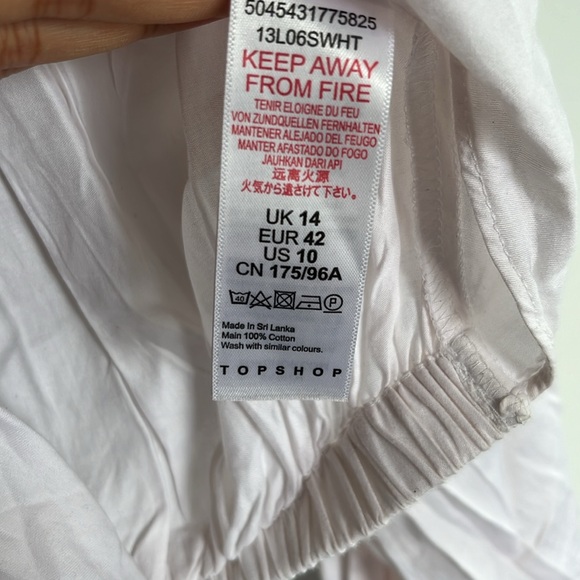 5045431775825
13L06SWHT
KEEP AWAY
FROM FIRE
TENIR ELOIGNE DU FEU
VON ZUNDQUELLEN FERNHALTEN
MANTENER ALEJADO DEL FEUGO
MANTER AFASTADO DO FOGO
JAUHKAN DARI API
远离火源
火気から遠さけて下さい。
UK 14
EUR 42
US 10
CN 175/96A
40 P
Made in Sri Lanka
Main 100% Cotton
Wash with similar colours.
TOPSHOP